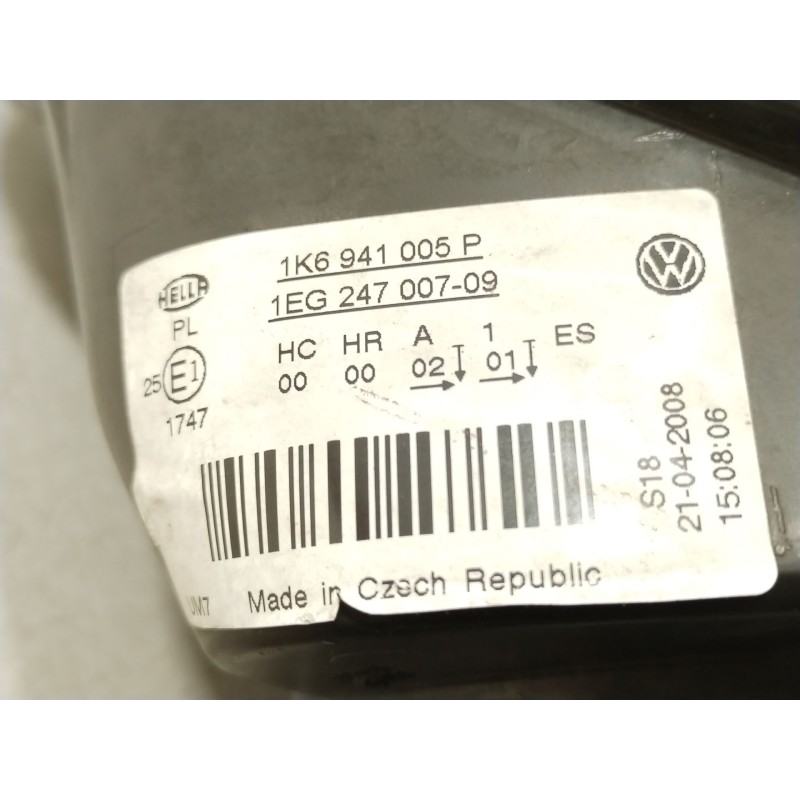 HELLA
1K6 941 005 P
1EG 247 007-09
PL
HC HR A 1 ES
00 00 02 01
25 E1
1747
S18
21-04-2008
15:08:06
UM7
Made in Czech Republic
VW